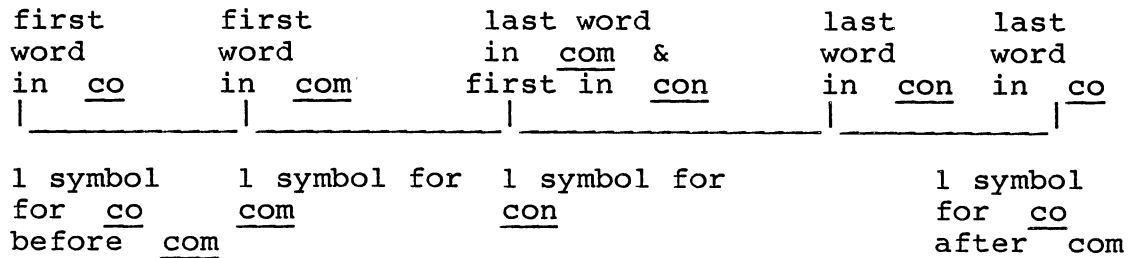 first first last word last last
word word in com & word word
in co in com first in con in con in co
1 symbol 1 symbol for 1 symbol for 1 symbol
for co com con for co
before com after com